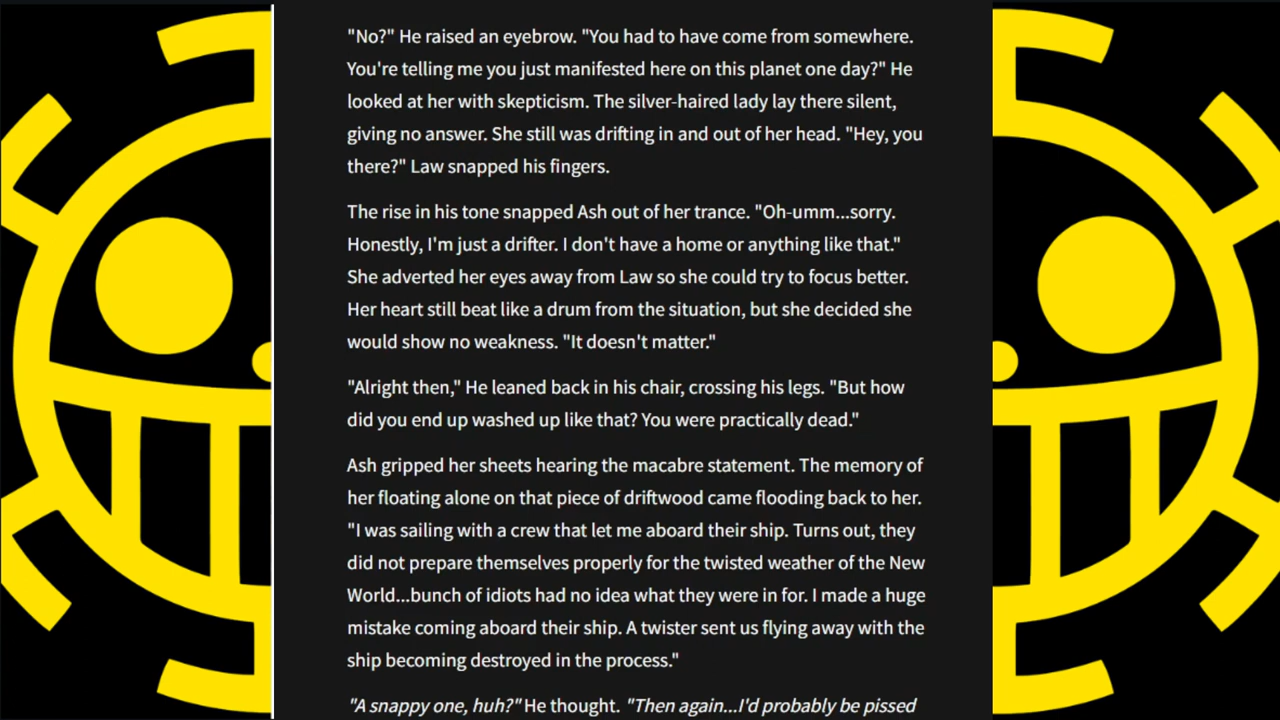 "No?" He raised an eyebrow. "You had to have come from somewhere.
You're telling me you just manifested here on this planet one day?" He
looked at her with skepticism. The silver-haired lady lay there silent,
giving no answer. She still was drifting in and out of her head. "Hey, you
there?" Law snapped his fingers.
The rise in his tone snapped Ash out of her trance. "Oh-umm...sorry.
Honestly, I'm just a drifter. I don't have a home or anything like that."
She adverted her eyes away from Law so she could try to focus better.
Her heart still beat like a drum from the situation, but she decided she
would show no weakness. "It doesn't matter."
"Alright then," He leaned back in his chair, crossing his legs. "But how
did you end up washed up like that? You were practically dead."
Ash gripped her sheets hearing the macabre statement. The memory of
her floating alone on that piece of driftwood came flooding back to her.
"I was sailing with a crew that let me aboard their ship. Turns out, they
did not prepare themselves properly for the twisted weather of the New
World...bunch of idiots had no idea what they were in for. I made a huge
mistake coming aboard their ship. A twister sent us flying away with the
ship becoming destroyed in the process."
"A snappy one, huh?" He thought. "Then again...I'd probably be pissed